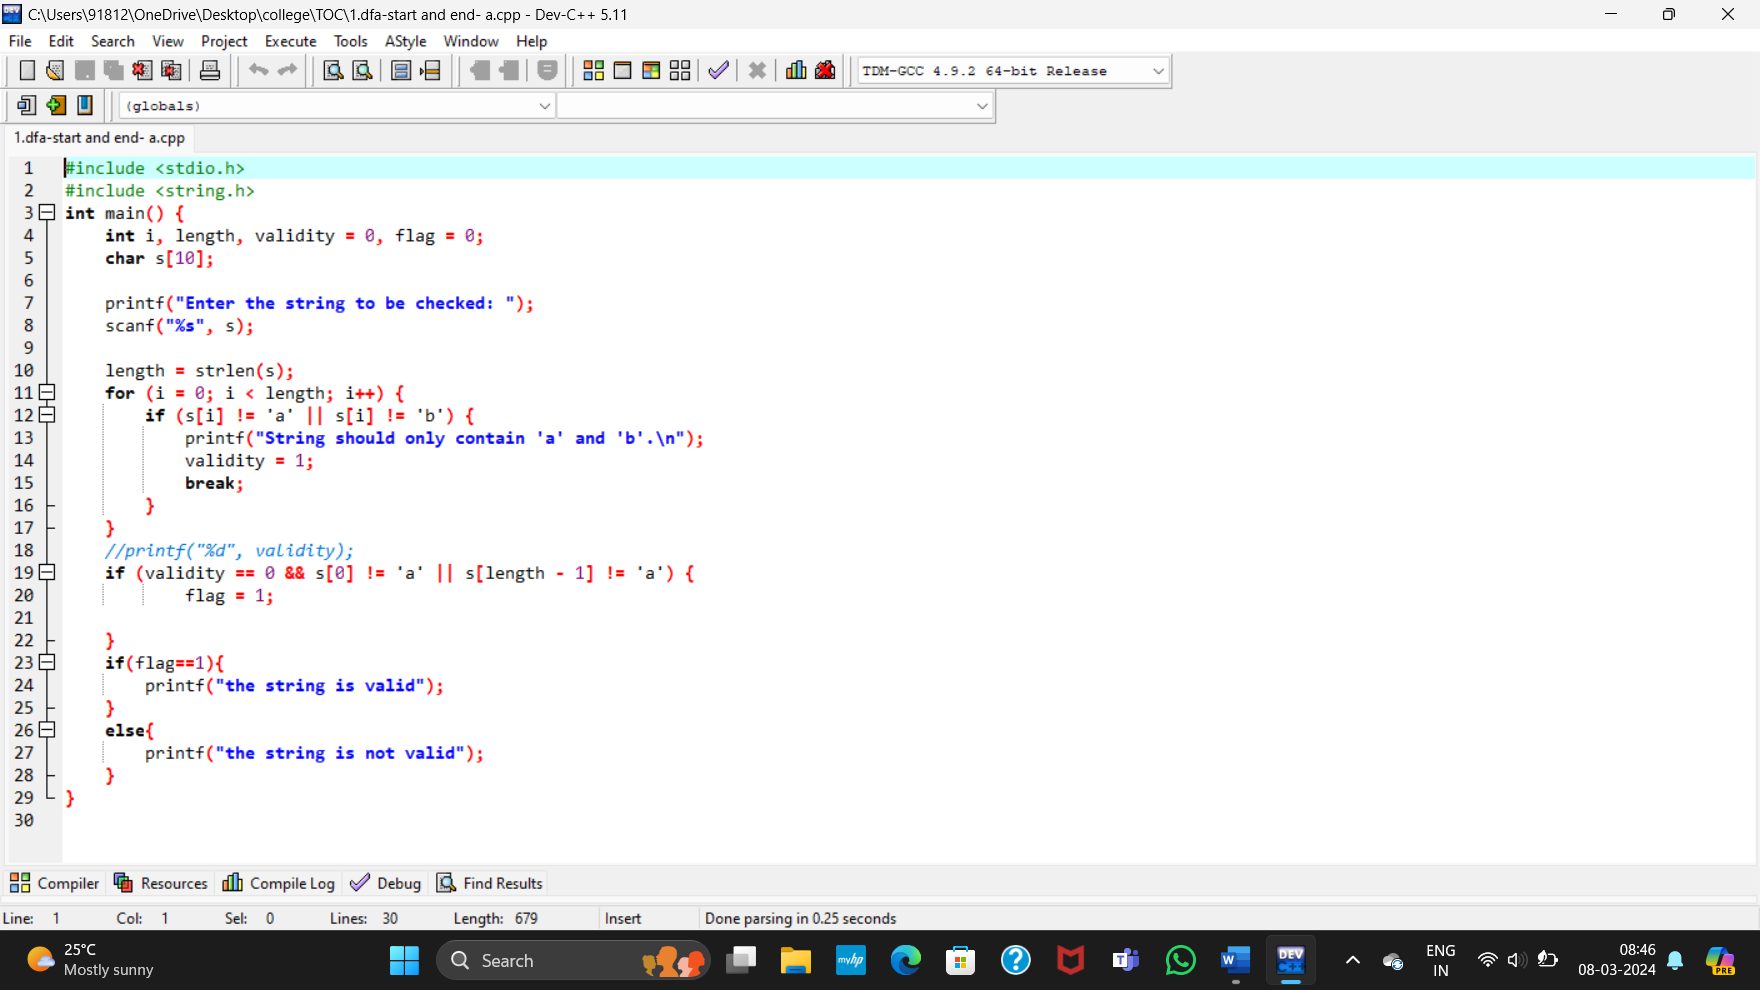 C:\Users\91812\OneDrive\Desktop\college\TOC\1.dfa-start and end- a.cpp - Dev-C++ 5.11
File Edit Search View Project Execute Tools AStyle Window Help
TDM-GCC 4.9.2 64-bit Release
(globals)
1.dfa-start and end- a.cpp
1 #include <stdio.h>
2 #include <string.h>
3 int main() {
4 int i, length, validity = 0, flag = 0;
5 char s[10];
6
7 printf("Enter the string to be checked: ");
8 scanf("%s", s);
9
10 length = strlen(s);
11 for (i = 0; i < length; i++) {
12 if (s[i] != 'a' || s[i] != 'b') {
13 printf("String should only contain 'a' and 'b'.\n");
14 validity = 1;
15 break;
16 }
17 }
18 //printf("%d", validity);
19 if (validity == 0 && s[0] != 'a' || s[length - 1] != 'a') {
20 flag = 1;
21
22 }
23 if(flag==1){
24 printf("the string is valid");
25 }
26 else{
27 printf("the string is not valid");
28 }
29 }
30
Compiler Resources Compile Log Debug Find Results
Line: 1 Col: 1 Sel: 0 Lines: 30 Length: 679 Insert Done parsing in 0.25 seconds
25°C
Mostly sunny
Search
myhp
DEV
C++
ENG
IN
08:46
08-03-2024
PRE